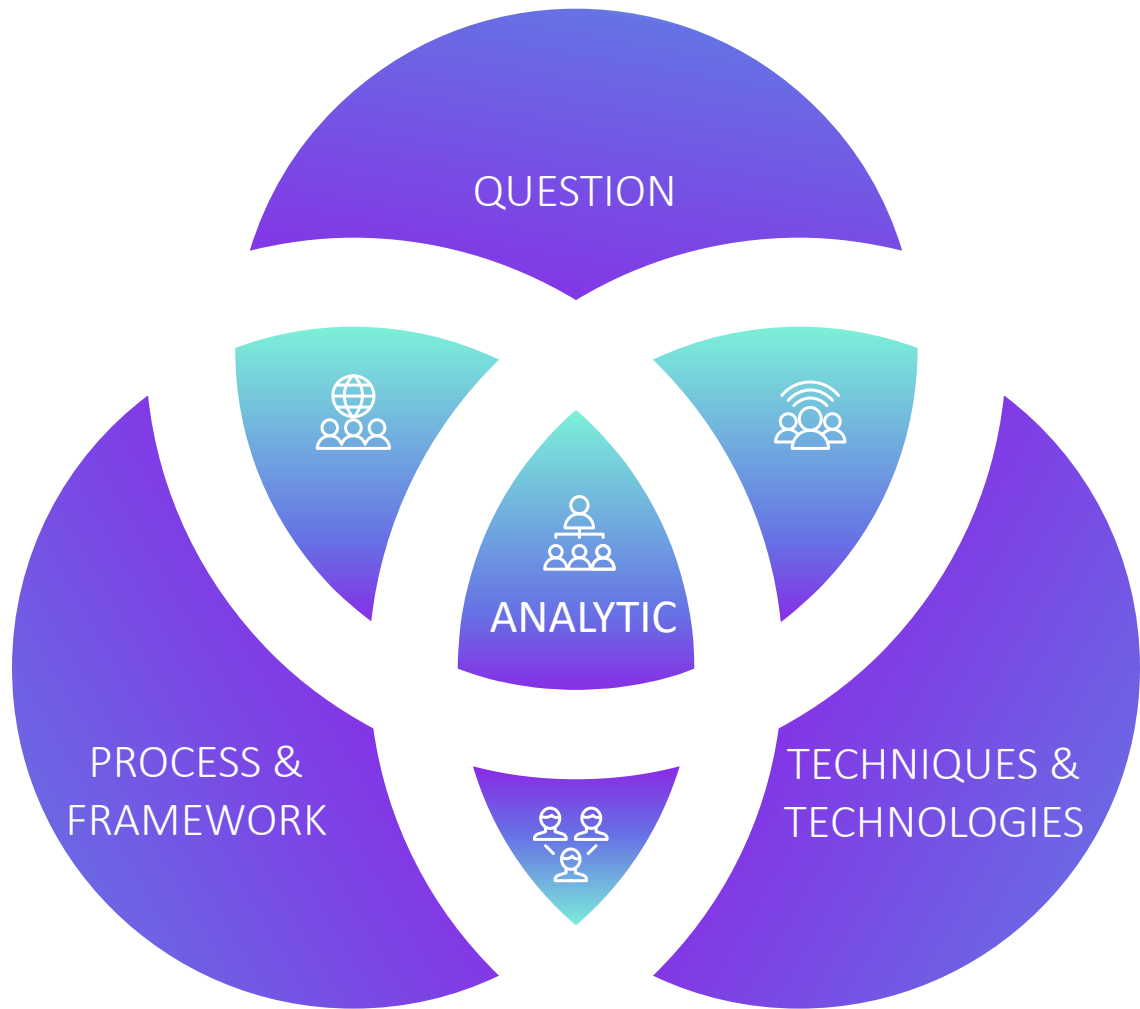 QUESTION
ANALYTIC
PROCESS &
FRAMEWORK
TECHNIQUES &
TECHNOLOGIES